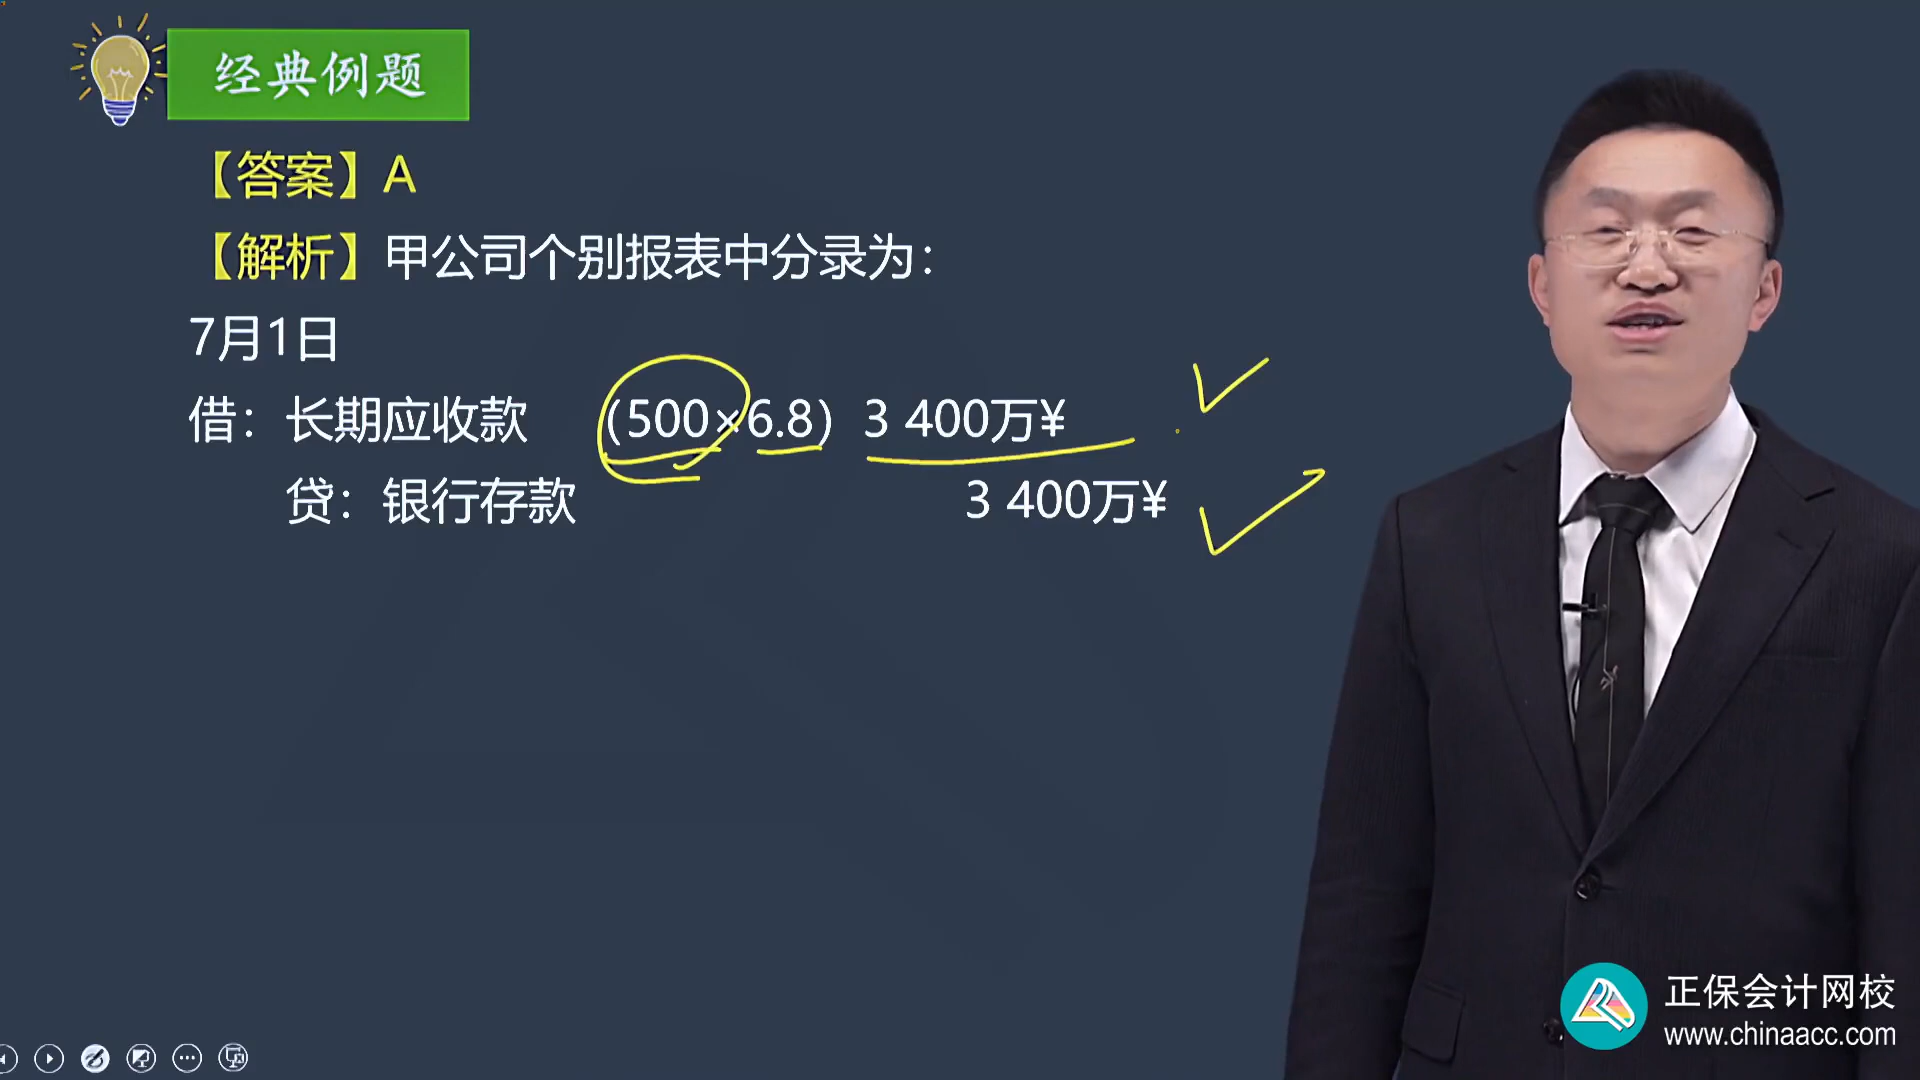 经典例题
【答案】A
【解析】甲公司个别报表中分录为：
7月1日
借：长期应收款 （500×6.8） 3 400万¥
贷：银行存款 3 400万¥
正保会计网校
www.chinaacc.com